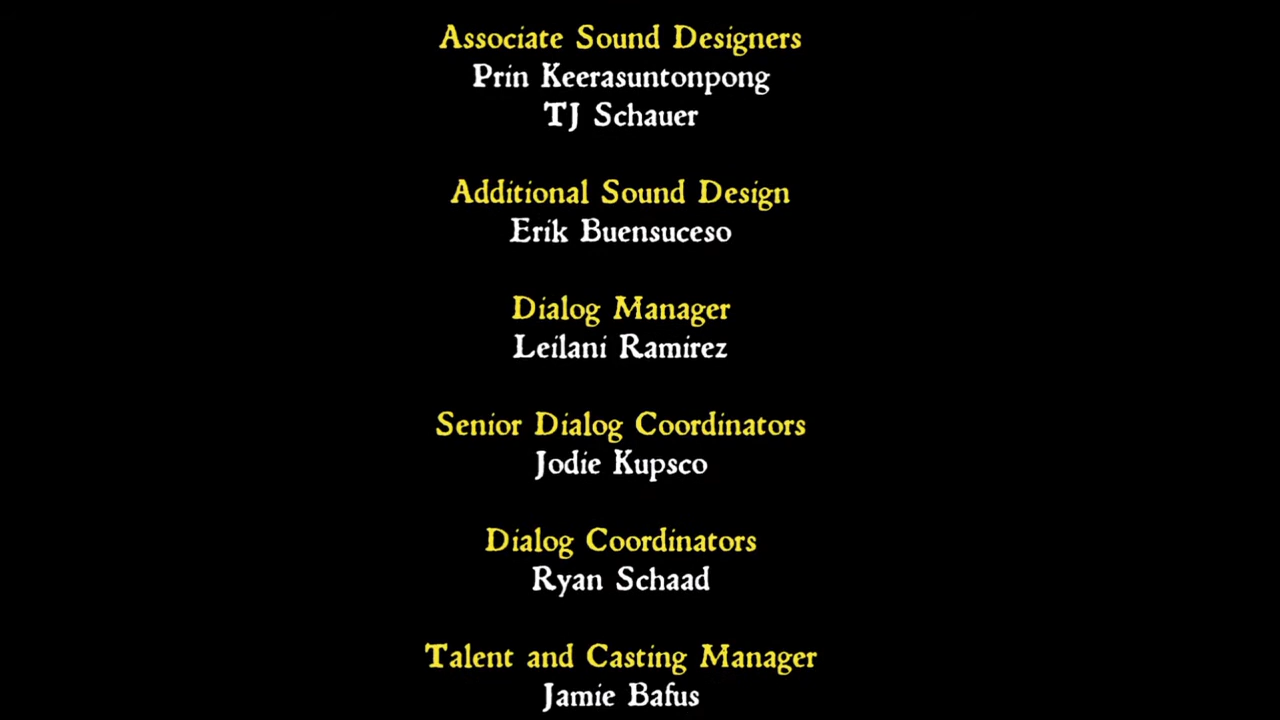 Associate Sound Designers
Prin Keerasuntonpong
TJ Schauer
Additional Sound Design
Erik Buensuceso
Dialog Manager
Leilani Ramirez
Senior Dialog Coordinators
Jodie Kupsco
Dialog Coordinators
Ryan Schaad
Talent and Casting Manager
Jamie Bafus